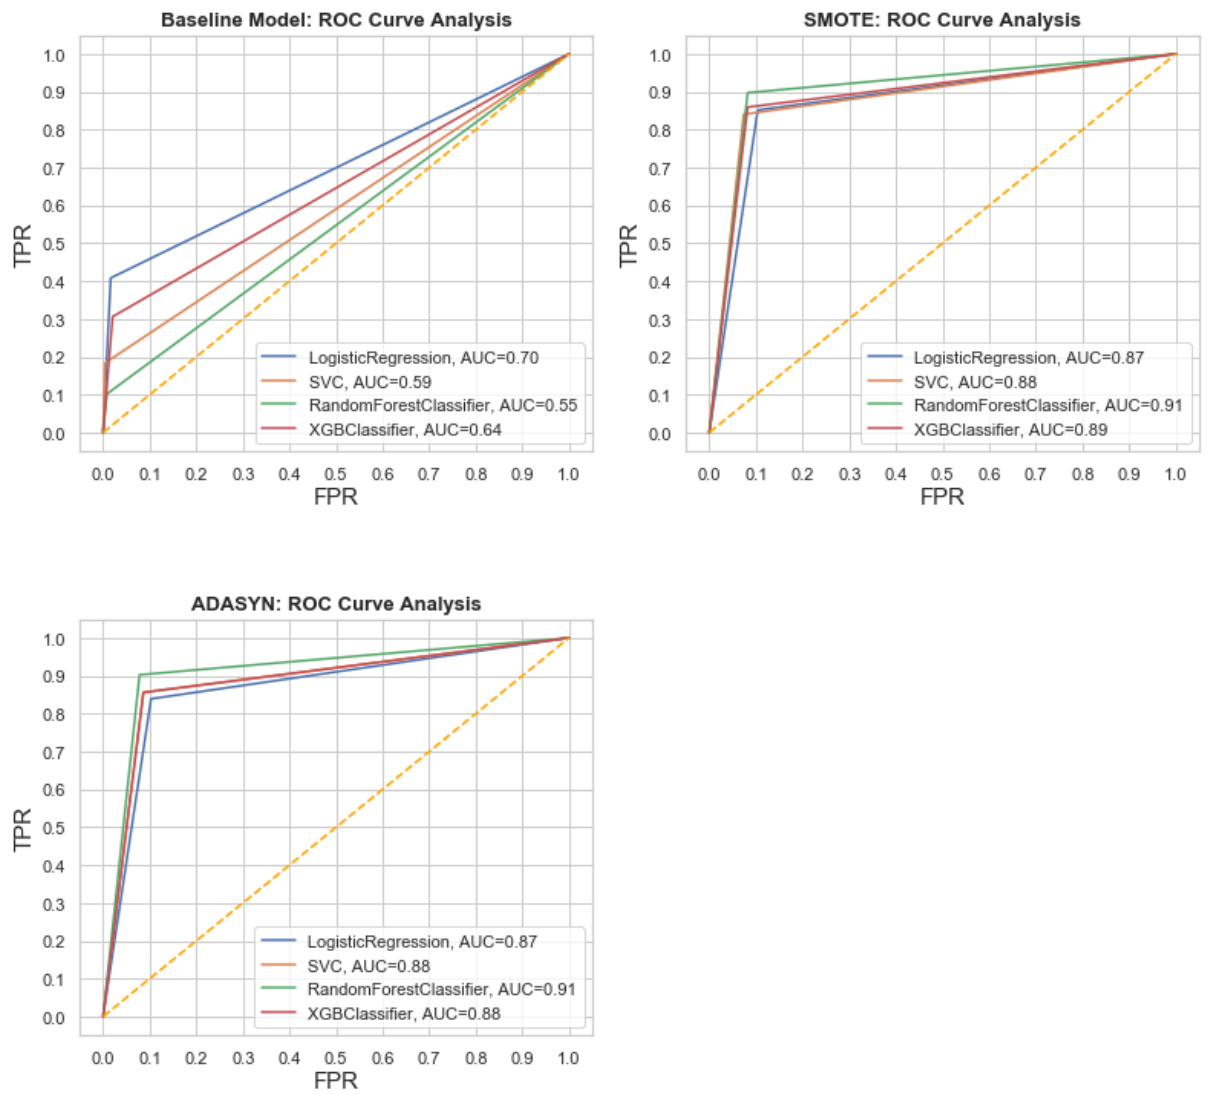 Baseline Model: ROC Curve Analysis
TPR
1.0
0.9
0.8
0.7
0.6
0.5
0.4
0.3
0.2
0.1
0.0
LogisticRegression, AUC=0.70
SVC, AUC=0.59
RandomForestClassifier, AUC=0.55
XGBClassifier, AUC=0.64
0.0 0.1 0.2 0.3 0.4 0.5 0.6 0.7 0.8 0.9 1.0
FPR
SMOTE: ROC Curve Analysis
TPR
1.0
0.9
0.8
0.7
0.6
0.5
0.4
0.3
0.2
0.1
0.0
LogisticRegression, AUC=0.87
SVC, AUC=0.88
RandomForestClassifier, AUC=0.91
XGBClassifier, AUC=0.89
0.0 0.1 0.2 0.3 0.4 0.5 0.6 0.7 0.8 0.9 1.0
FPR
ADASYN: ROC Curve Analysis
TPR
1.0
0.9
0.8
0.7
0.6
0.5
0.4
0.3
0.2
0.1
0.0
LogisticRegression, AUC=0.87
SVC, AUC=0.88
RandomForestClassifier, AUC=0.91
XGBClassifier, AUC=0.88
0.0 0.1 0.2 0.3 0.4 0.5 0.6 0.7 0.8 0.9 1.0
FPR